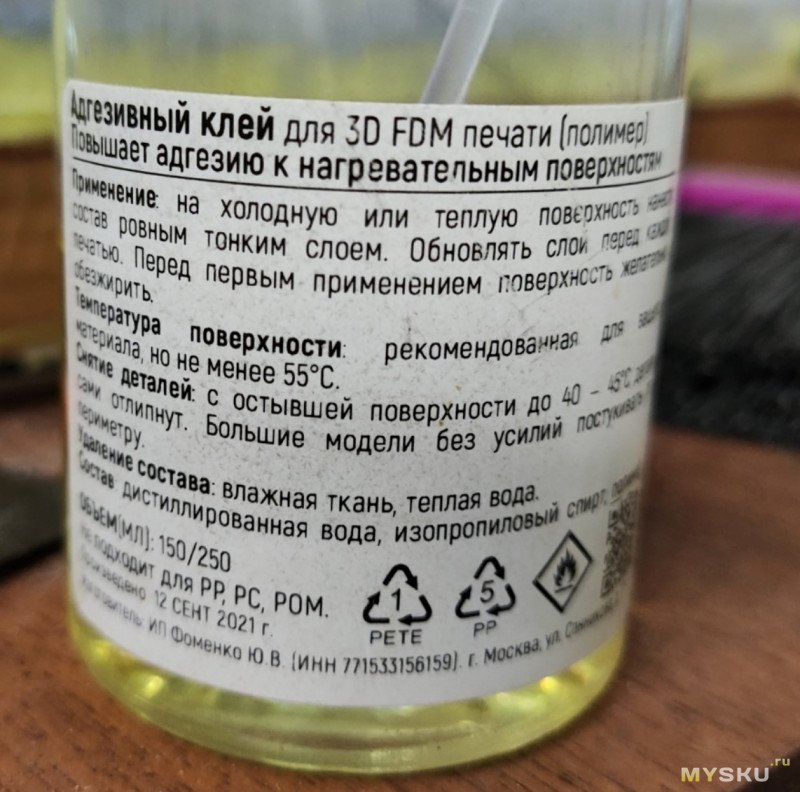 Адгезивный клей для 3D FDM печати (полимер)
Повышает адгезию к нагревательным поверхностям
Применение: на холодную или теплую поверхность
состав ровным тонким слоем. Обновлять слой перед
печатью. Перед первым применением поверхность
обезжирить.
Температура поверхности: рекомендованная для
материала, но не менее 55°C.
Снятие деталей: с остывшей поверхности до 40 – 45°C
сами отлипнут. Большие модели без усилий
периметру.
Удаление состава: влажная ткань, теплая вода.
Состав дистиллированная вода, изопропиловый спирт,
ОБЪЕМ(МЛ): 150/250
не подходит для PP, PC, POM.
Произведено 12 СЕНТ 2021 г.
Изготовитель: ИП Фоменко Ю.В. (ИНН 771533156159). г. Москва, ул.
1
PETE
5
PP
MYSKU.ru